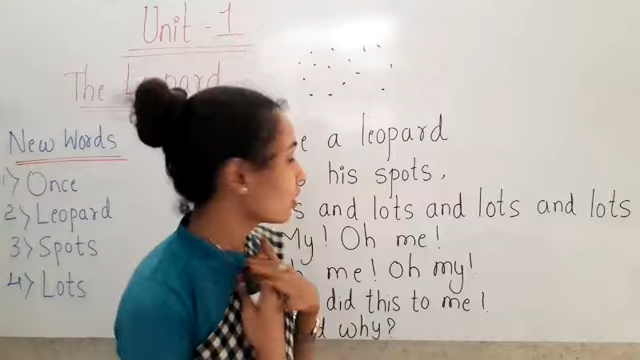 Unit - 1
The Leopard
New Words
1) Once
2) Leopard
3) Spots
4) Lots
a leopard
his spots,
and lots and lots and lots
My! Oh me!
me! Oh my!
did this to me!
why?